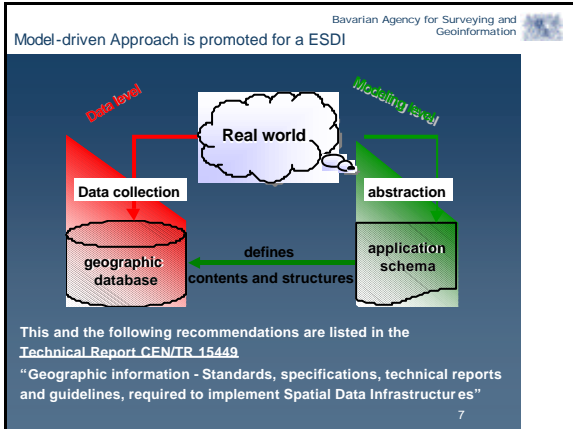 Bavarian Agency for Surveying and
Geoinformation
Model-driven Approach is promoted for a ESDI
Data level
Modeling level
Real world
Data collection
abstraction
geographic
database
defines
contents and structures
application
schema
This and the following recommendations are listed in the
Technical Report CEN/TR 15449
“Geographic information - Standards, specifications, technical reports
and guidelines, required to implement Spatial Data Infrastructures”
7